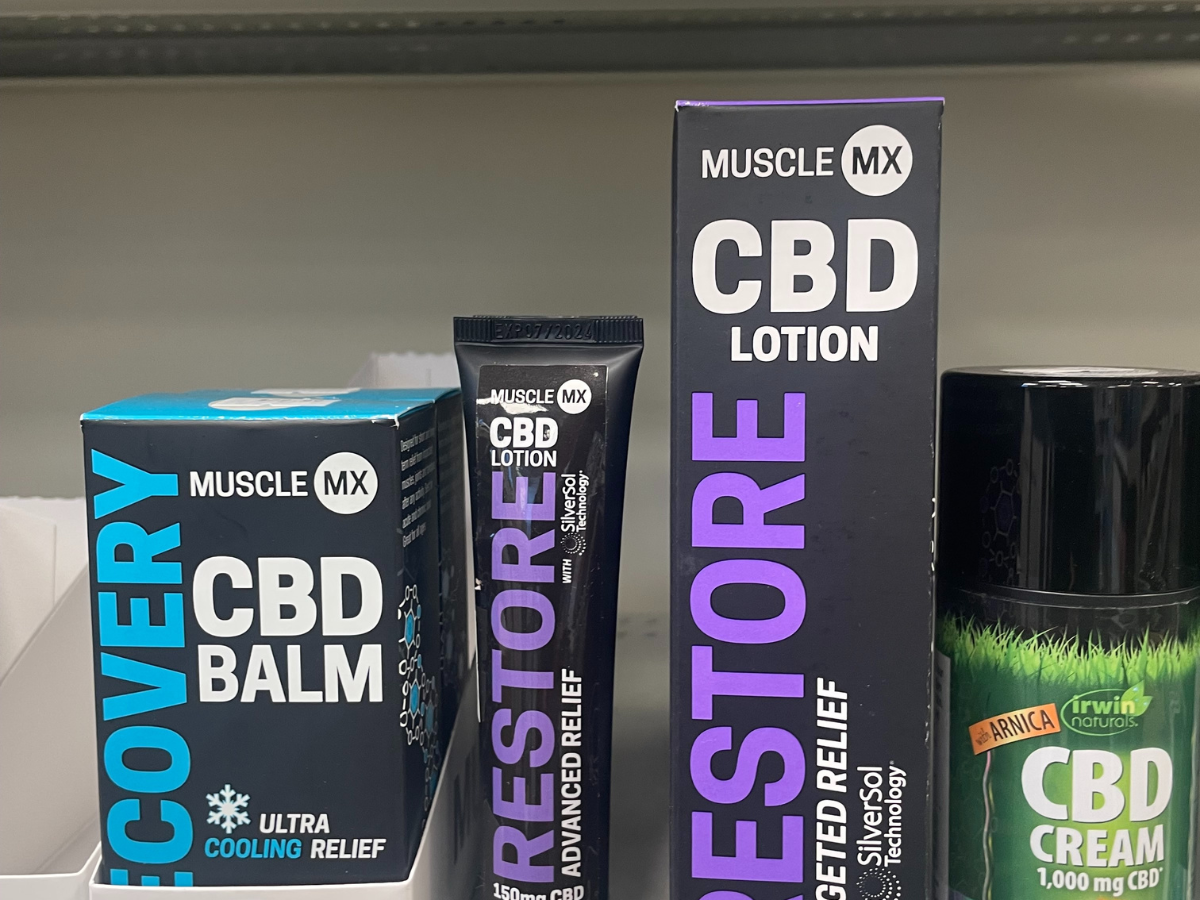 ECOVERY
MUSCLE MX
CBD
BALM
ULTRA
COOLING RELIEF
EXP07/2024
MUSCLE MX
CBD
LOTION
RESTORE
WITH SilverSol
Technology
ADVANCED RELIEF
150mg CBD
MUSCLE MX
CBD
LOTION
RESTORE
GETED RELIEF
SilverSol
Technology®
with ARNICA
irwin
naturals®
CBD
CREAM
1,000 mg CBD*